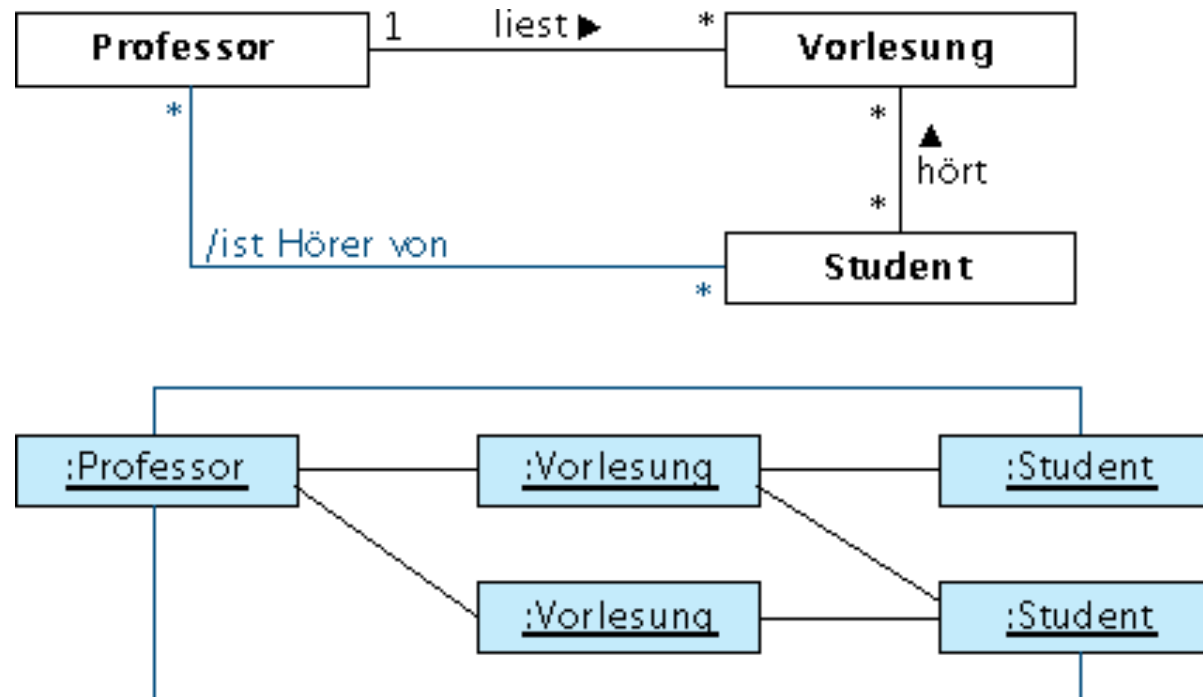 Professor 1 liest ▶ * Vorlesung
* *
▲
hört
*
/ist Hörer von
Student
*
:Professor :Vorlesung :Student
:Vorlesung :Student